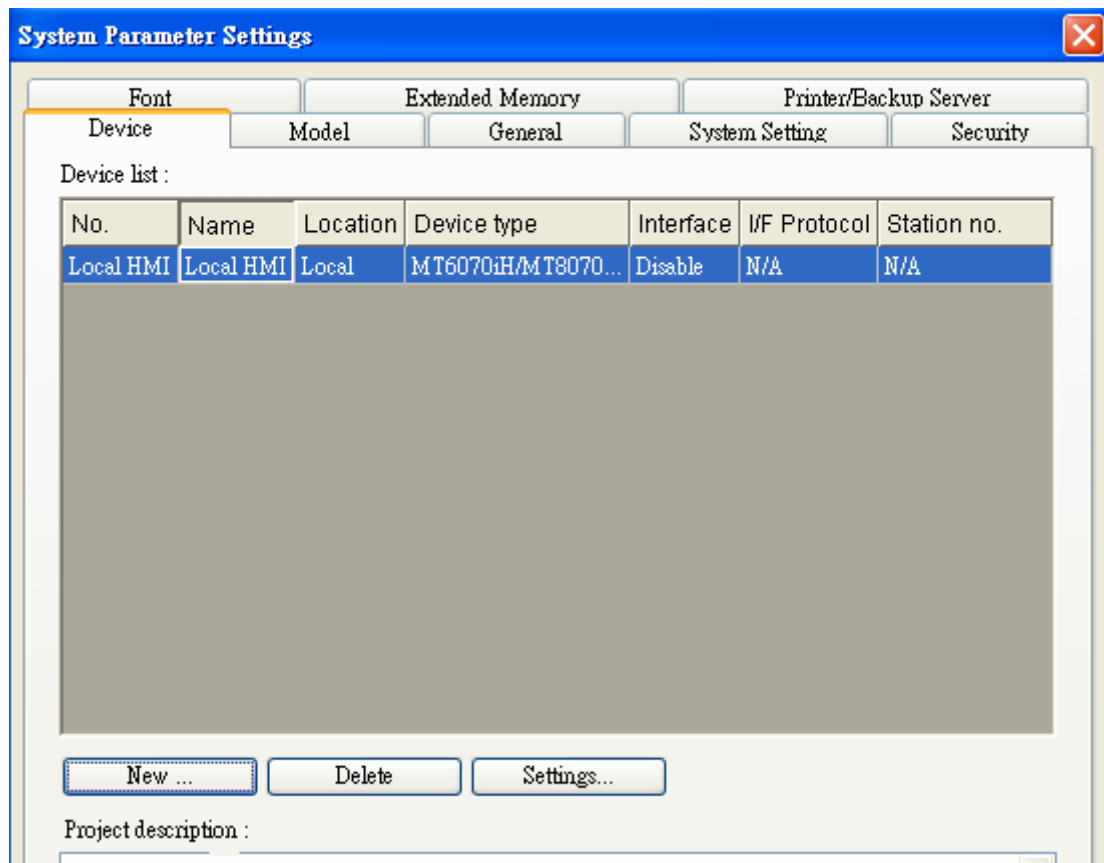 System Parameter Settings
Font Extended Memory Printer/Backup Server
Device Model General System Setting Security
Device list :
No. Name Location Device type Interface I/F Protocol Station no.
Local HMI Local HMI Local MT6070iH/MT8070... Disable N/A N/A
New ... Delete Settings...
Project description :